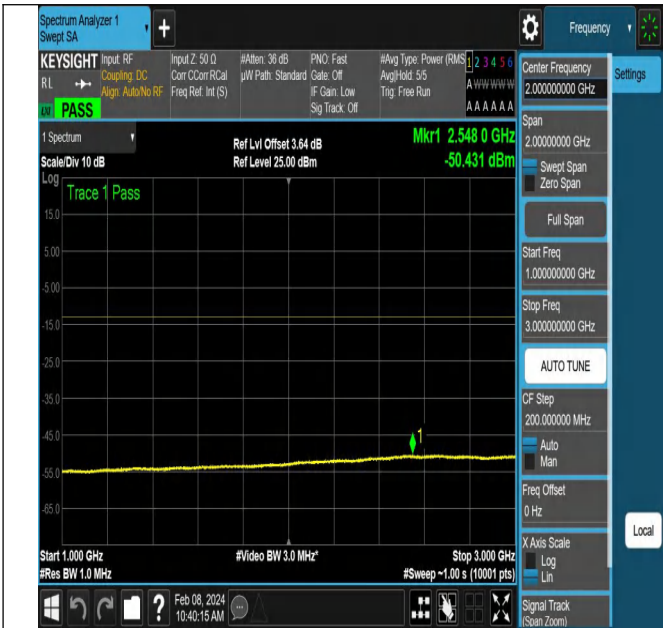 Spectrum Analyzer 1
Swept SA
+
Frequency
KEYSIGHT
RL
PASS
Input: RF
Coupling: DC
Align: Auto/No RF
Input Z: 50 Ω
Corr CCorr RCal
Freq Ref: Int (S)
#Atten: 36 dB
µW Path: Standard
PNO: Fast
Gate: Off
IF Gain: Low
Sig Track: Off
#Avg Type: Power (RMS
Avg|Hold: 5/5
Trig: Free Run
1 2 3 4 5 6
A W W W W W
A A A A A A
1 Spectrum
Scale/Div 10 dB
Log
Ref Lvl Offset 3.64 dB
Ref Level 25.00 dBm
Mkr1 2.548 0 GHz
-50.431 dBm
Trace 1 Pass
15.0
5.00
-5.00
-15.0
-25.0
-35.0
-45.0
-55.0
-65.0
1
Start 1.000 GHz
#Res BW 1.0 MHz
#Video BW 3.0 MHz*
Stop 3.000 GHz
#Sweep ~1.00 s (10001 pts)
?
Feb 08, 2024
10:40:15 AM
Center Frequency
2.000000000 GHz
Settings
Span
2.00000000 GHz
Swept Span
Zero Span
Full Span
Start Freq
1.000000000 GHz
Stop Freq
3.000000000 GHz
AUTO TUNE
CF Step
200.000000 MHz
Auto
Man
Freq Offset
0 Hz
X Axis Scale
Log
Lin
Local
Signal Track
(Span Zoom)